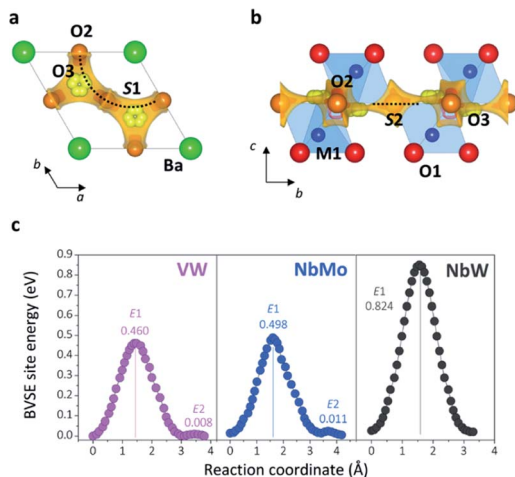 a
O2
O3
S1
Ba
b
a
b
O2
S2
O3
M1
O1
c
b
c
BVSE site energy (eV)
0.9
0.8
0.7
0.6
0.5
0.4
0.3
0.2
0.1
0.0
VW
E1
0.460
E2
0.008
NbMo
E1
0.498
E2
0.011
NbW
E1
0.824
0 1 2 3 4 0 1 2 3 4 0 1 2 3 4
Reaction coordinate (Å)